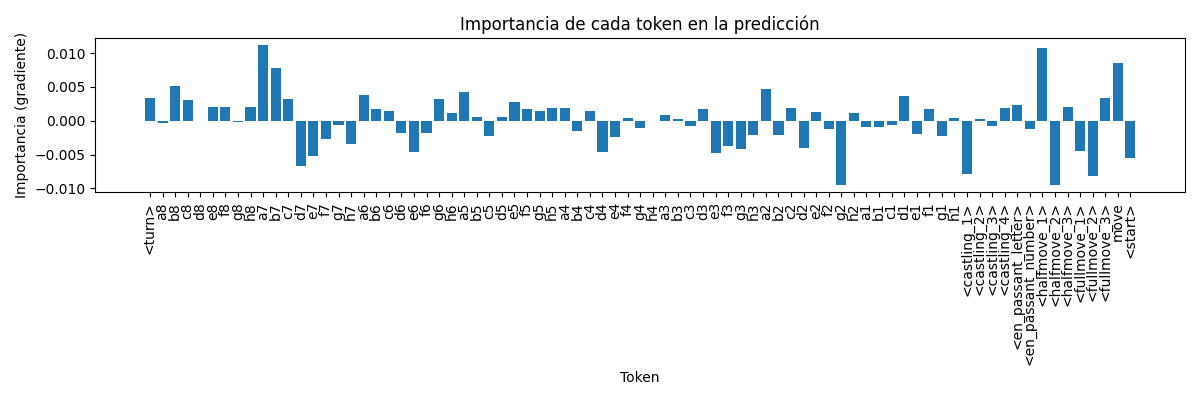 Importancia de cada token en la predicción
Importancia (gradiente)
0.010
0.005
0.000
−0.005
−0.010
<turn> a8 b8 c8 d8 e8 f8 g8 h8 a7 b7 c7 d7 e7 f7 g7 h7 a6 b6 c6 d6 e6 f6 g6 h6 a5 b5 c5 d5 e5 f5 g5 h5 a4 b4 c4 d4 e4 f4 g4 h4 a3 b3 c3 d3 e3 f3 g3 h3 a2 b2 c2 d2 e2 f2 g2 h2 a1 b1 c1 d1 e1 f1 g1 h1 <castling_1> <castling_2> <castling_3> <castling_4> <en_passant_letter> <en_passant_number> <halfmove_1> <halfmove_2> <halfmove_3> <fullmove_1> <fullmove_2> <fullmove_3> move <start>
Token